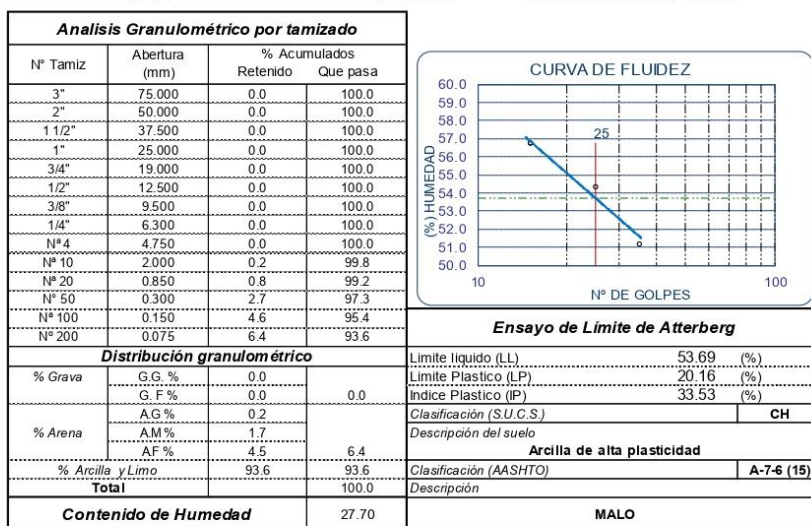 Analisis Granulométrico por tamizado
N° Tamiz Abertura (mm) % Acumulados
Retenido Que pasa
3" 75.000 0.0 100.0
2" 50.000 0.0 100.0
1 1/2" 37.500 0.0 100.0
1" 25.000 0.0 100.0
3/4" 19.000 0.0 100.0
1/2" 12.500 0.0 100.0
3/8" 9.500 0.0 100.0
1/4" 6.300 0.0 100.0
Nª 4 4.750 0.0 100.0
Nª 10 2.000 0.2 99.8
Nª 20 0.850 0.8 99.2
N° 50 0.300 2.7 97.3
Nª 100 0.150 4.6 95.4
Nº 200 0.075 6.4 93.6
Distribución granulométrico
% Grava G.G. % 0.0
G. F % 0.0 0.0
% Arena A.G % 0.2
A.M % 1.7
A.F % 4.5 6.4
% Arcilla y Limo 93.6 93.6
Total 100.0
Contenido de Humedad 27.70
CURVA DE FLUIDEZ
(%) HUMEDAD
60.0
59.0
58.0
57.0
56.0
55.0
54.0
53.0
52.0
51.0
50.0
25
10 100
Nº DE GOLPES
Ensayo de Límite de Atterberg
Limite liquido (LL) 53.69 (%)
Limite Plastico (LP) 20.16 (%)
Indice Plastico (IP) 33.53 (%)
Clasificación (S.U.C.S.) CH
Descripción del suelo
Arcilla de alta plasticidad
Clasificación (AASHTO) A-7-6 (15)
Descripción
MALO